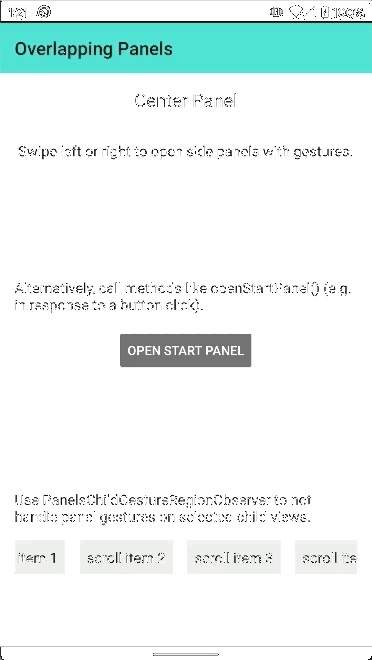 Overlapping Panels
Center Panel
Swipe left or right to open side panels with gestures.
Alternatively, call methods like openStartPanel() (e.g.
in response to a button click).
OPEN START PANEL
Use PanelsChildGestureRegionObserver to not
handle panel gestures on selected child views.
item 1 scroll item 2 scroll item 3 scroll ite